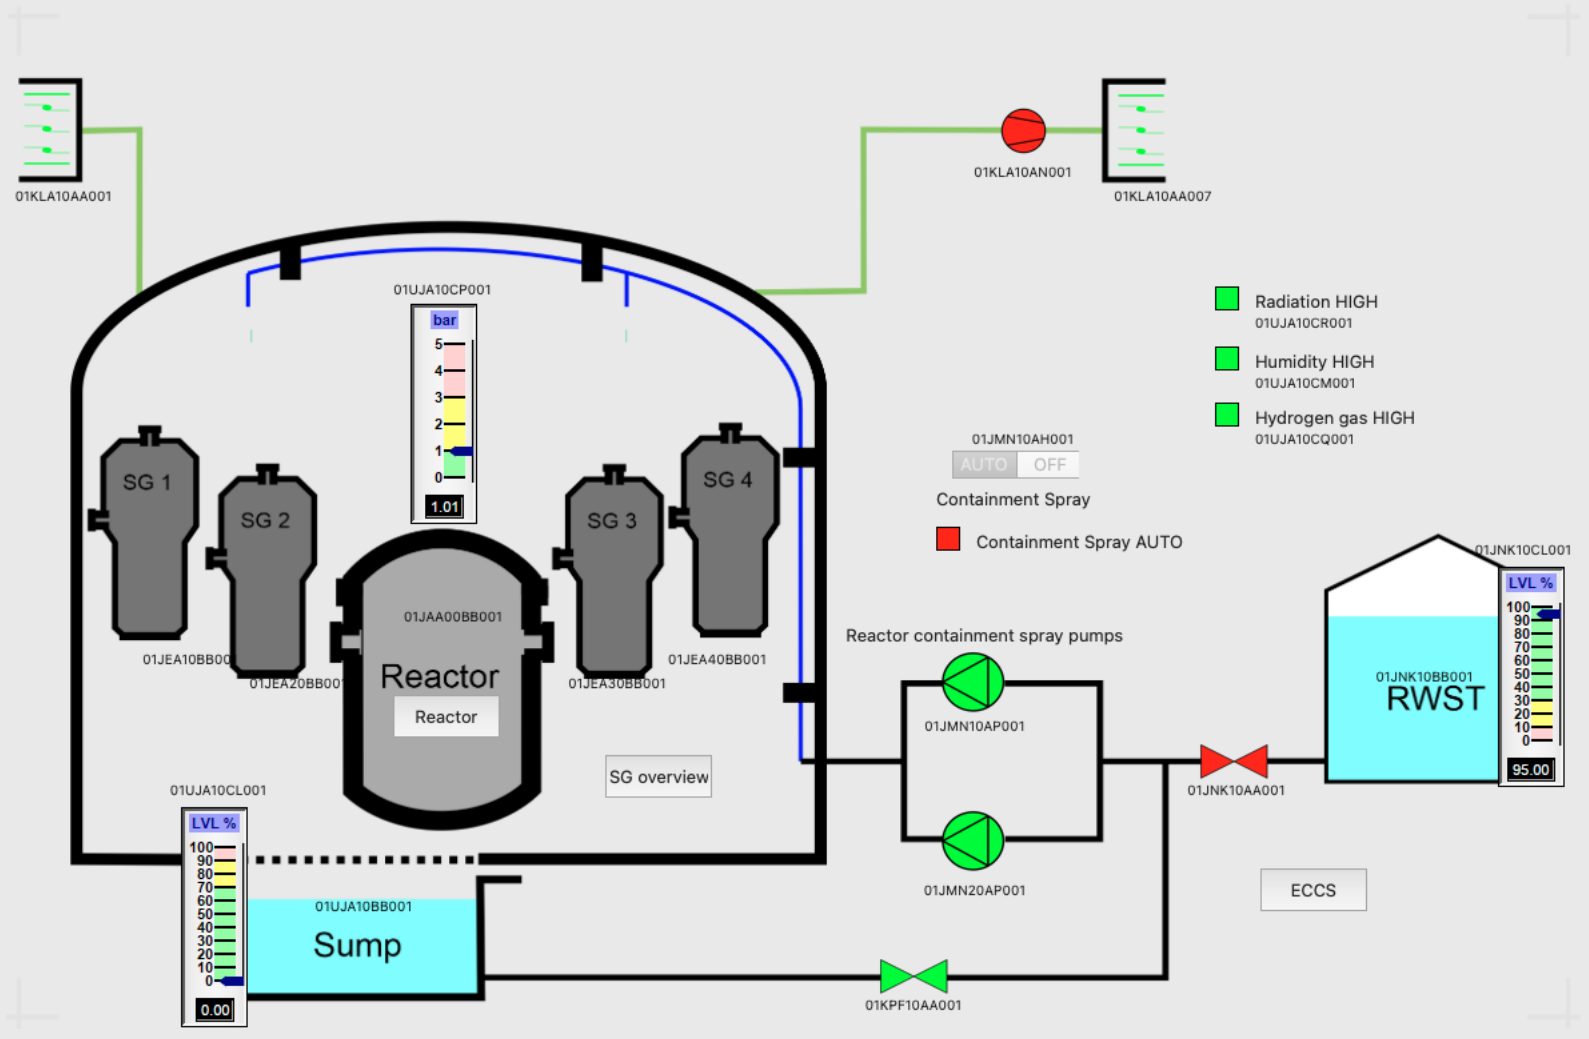 01KLA10AA001
01KLA10AN001
01KLA10AA007
01UJA10CP001
bar
5
4
3
2
1
0
1.01
Radiation HIGH
01UJA10CR001
Humidity HIGH
01UJA10CM001
Hydrogen gas HIGH
01UJA10CQ001
01JMN10AH001
AUTO OFF
Containment Spray
Containment Spray AUTO
SG 1
SG 2
SG 3
SG 4
01JEA10BB00
01JEA20BB001
01JEA30BB001
01JEA40BB001
01JAA00BB001
Reactor
Reactor
SG overview
Reactor containment spray pumps
01JMN10AP001
01JMN20AP001
01JNK10AA001
01JNK10CL001
LVL %
100
90
80
70
60
50
40
30
20
10
0
95.00
01JNK10BB001
RWST
01UJA10CL001
LVL %
100
90
80
70
60
50
40
30
20
10
0
0.00
01UJA10BB001
Sump
01KPF10AA001
ECCS